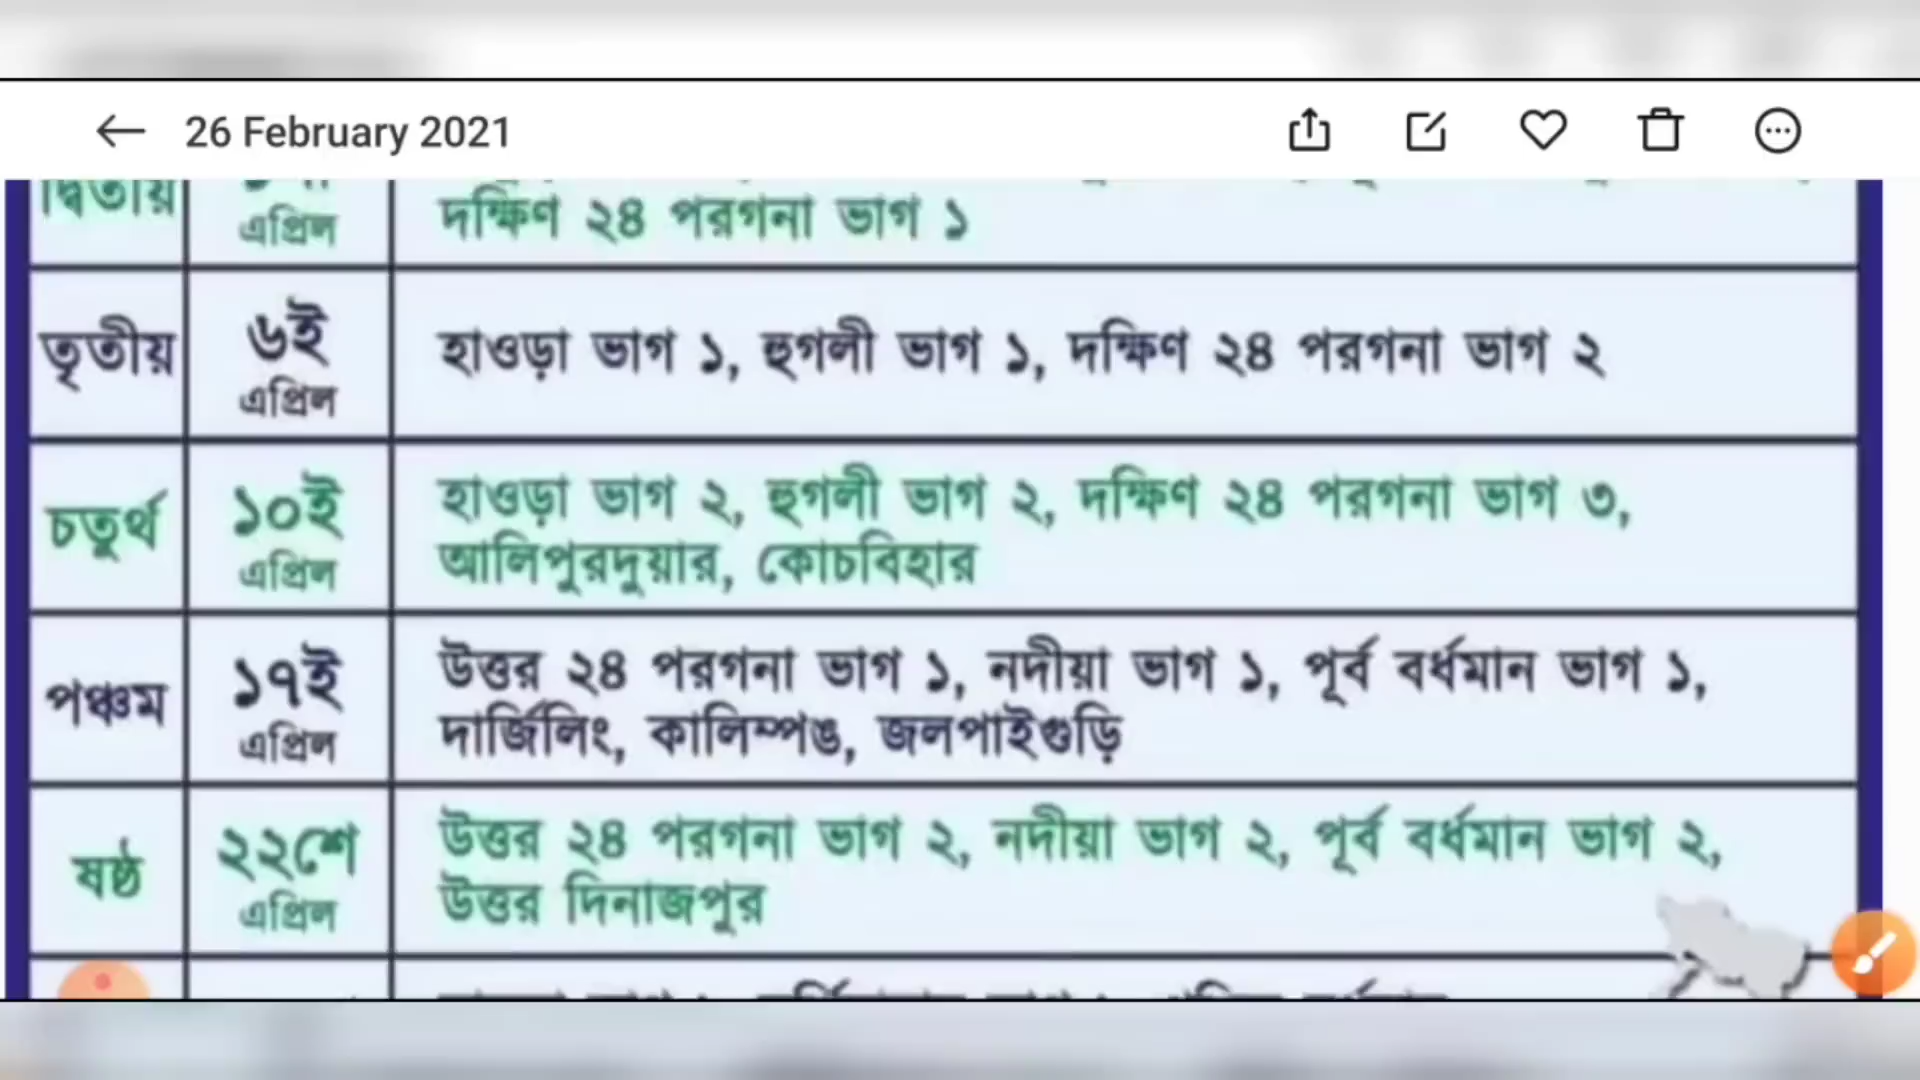 26 February 2021
দ্বিতীয়
এপ্রিল
দক্ষিণ ২৪ পরগনা ভাগ ১
তৃতীয়
৬ই
এপ্রিল
হাওড়া ভাগ ১, হুগলী ভাগ ১, দক্ষিণ ২৪ পরগনা ভাগ ২
চতুর্থ
১০ই
এপ্রিল
হাওড়া ভাগ ২, হুগলী ভাগ ২, দক্ষিণ ২৪ পরগনা ভাগ ৩,
আলিপুরদুয়ার, কোচবিহার
পঞ্চম
১৭ই
এপ্রিল
উত্তর ২৪ পরগনা ভাগ ১, নদীয়া ভাগ ১, পূর্ব বর্ধমান ভাগ ১,
দার্জিলিং, কালিম্পঙ, জলপাইগুড়ি
ষষ্ঠ
২২শে
এপ্রিল
উত্তর ২৪ পরগনা ভাগ ২, নদীয়া ভাগ ২, পূর্ব বর্ধমান ভাগ ২,
উত্তর দিনাজপুর